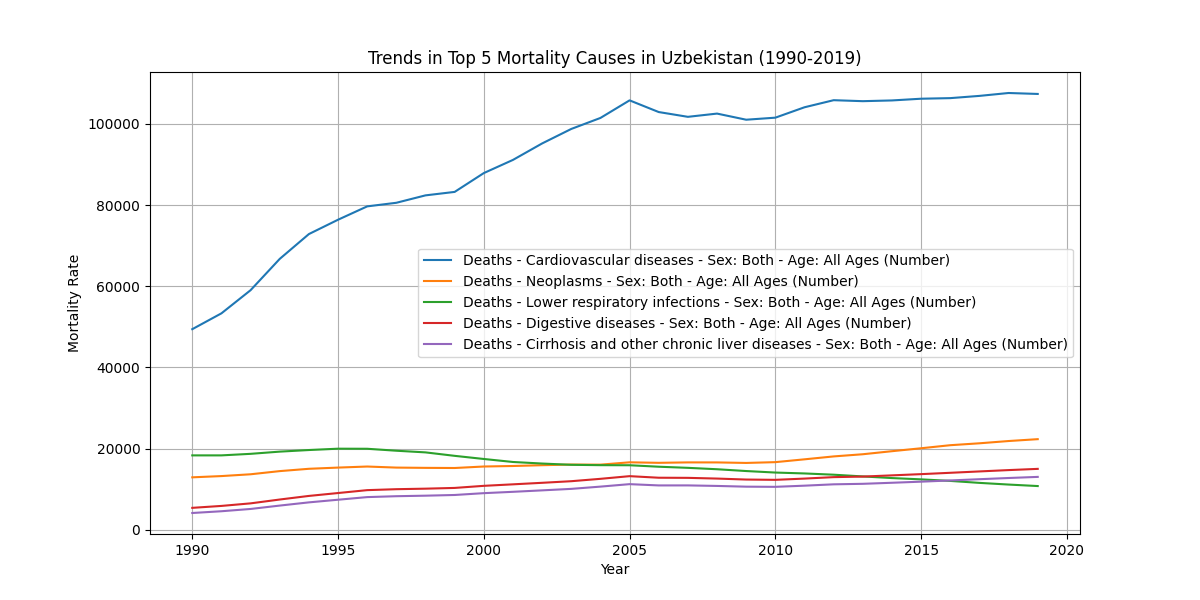 Trends in Top 5 Mortality Causes in Uzbekistan (1990-2019)
100000
80000
60000
40000
20000
0
Mortality Rate
Deaths - Cardiovascular diseases - Sex: Both - Age: All Ages (Number)
Deaths - Neoplasms - Sex: Both - Age: All Ages (Number)
Deaths - Lower respiratory infections - Sex: Both - Age: All Ages (Number)
Deaths - Digestive diseases - Sex: Both - Age: All Ages (Number)
Deaths - Cirrhosis and other chronic liver diseases - Sex: Both - Age: All Ages (Number)
1990 1995 2000 2005 2010 2015 2020
Year